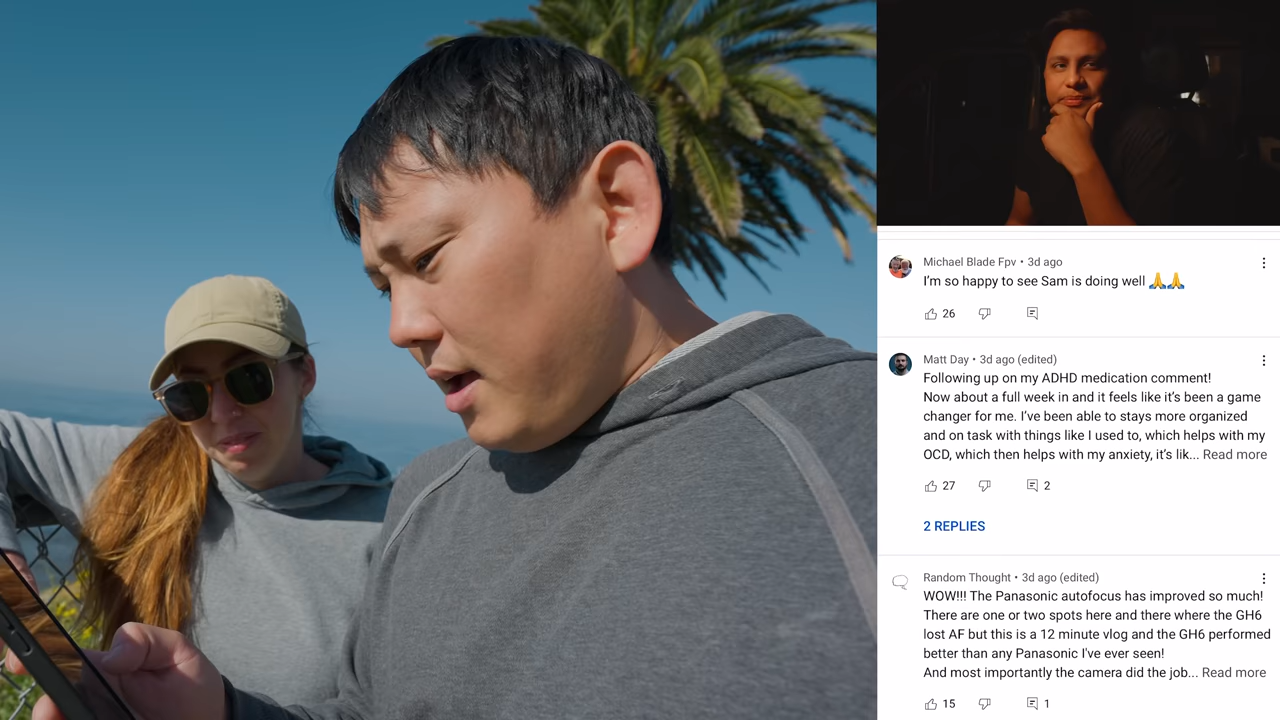 Michael Blade Fpv • 3d ago
I'm so happy to see Sam is doing well 🙏🙏
26
Matt Day • 3d ago (edited)
Following up on my ADHD medication comment!
Now about a full week in and it feels like it's been a game
changer for me. I've been able to stays more organized
and on task with things like I used to, which helps with my
OCD, which then helps with my anxiety, it's lik... Read more
27
2
2 REPLIES
Random Thought • 3d ago (edited)
WOW!!! The Panasonic autofocus has improved so much!
There are one or two spots here and there where the GH6
lost AF but this is a 12 minute vlog and the GH6 performed
better than any Panasonic I've ever seen!
And most importantly the camera did the job... Read more
15
1